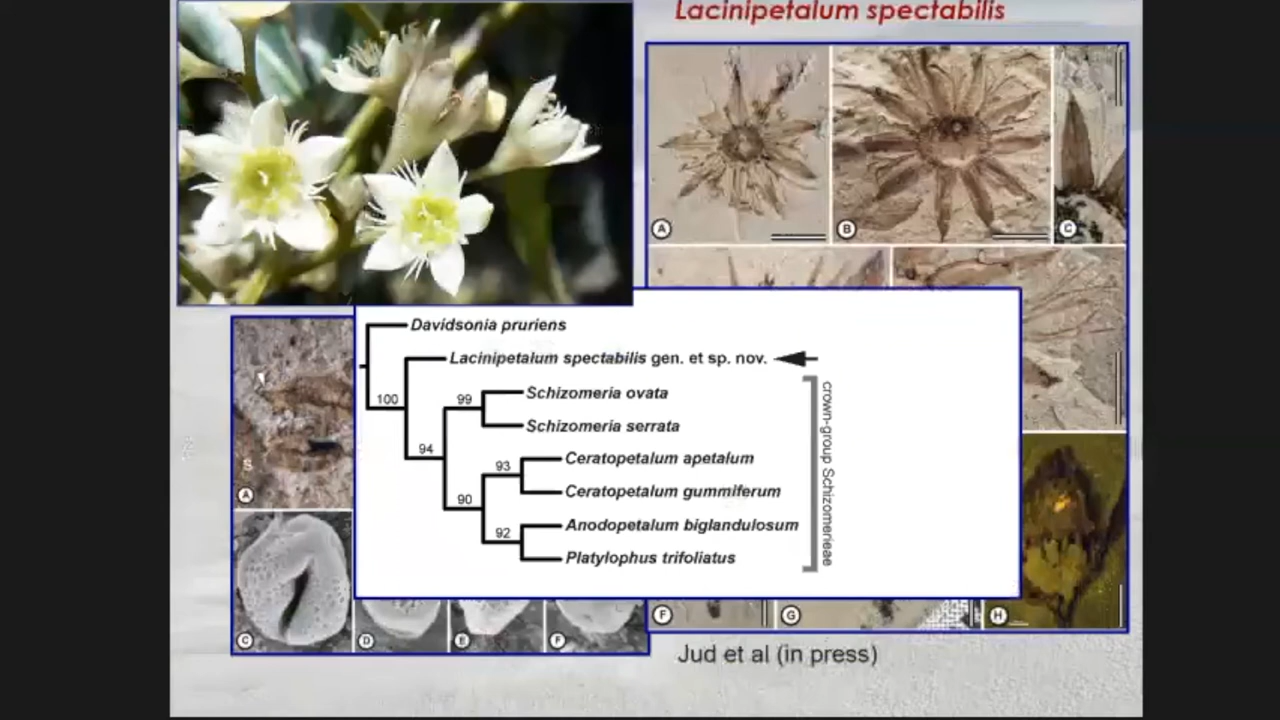 Lacinipetalum spectabilis
A
B
C
Davidsonia pruriens
Lacinipetalum spectabilis gen. et sp. nov.
100
99
Schizomeria ovata
Schizomeria serrata
94
93
Ceratopetalum apetalum
Ceratopetalum gummiferum
90
92
Anodopetalum biglandulosum
Platylophus trifoliatus
crown-group Schizomerieae
S
A
C
D
E
F
F
G
H
Jud et al (in press)